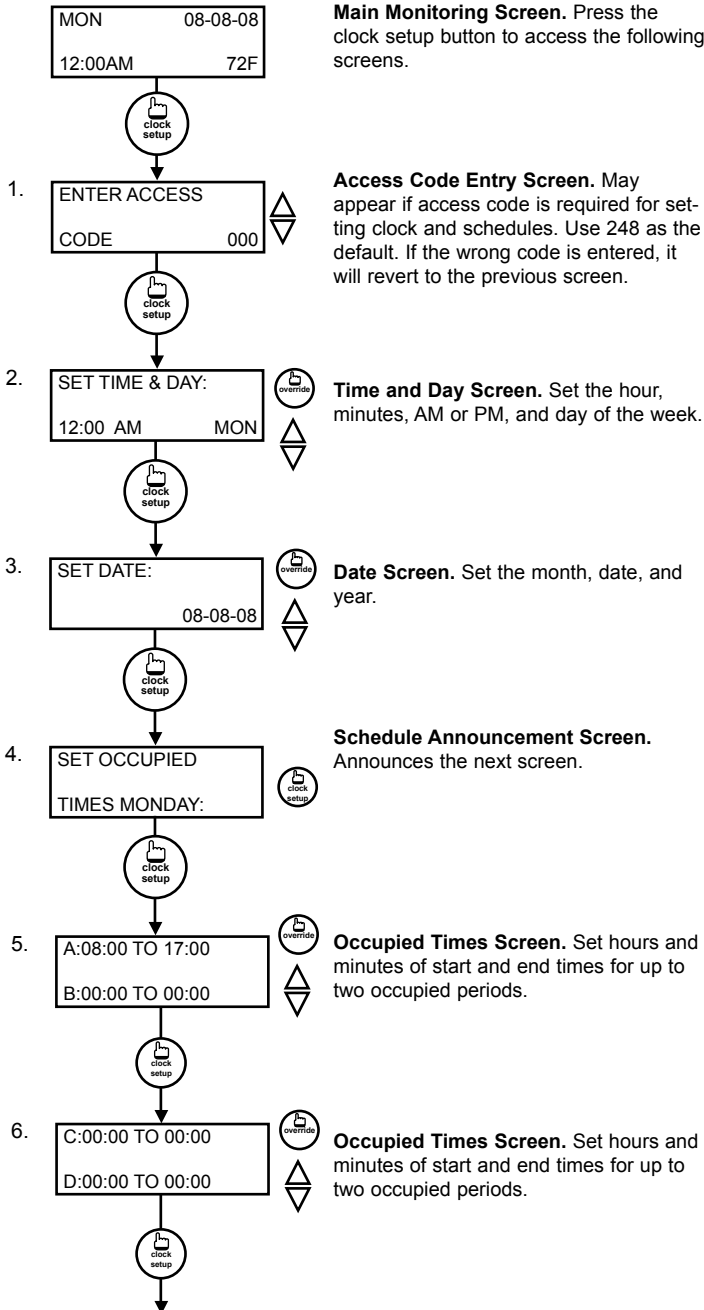 MON 08-08-08
12:00AM 72F
Main Monitoring Screen. Press the
clock setup button to access the following
screens.
clock
setup
1.
ENTER ACCESS
CODE 000
Access Code Entry Screen. May
appear if access code is required for set-
ting clock and schedules. Use 248 as the
default. If the wrong code is entered, it
will revert to the previous screen.
clock
setup
2.
SET TIME & DAY:
12:00 AM MON
override
Time and Day Screen. Set the hour,
minutes, AM or PM, and day of the week.
clock
setup
3.
SET DATE:
08-08-08
override
Date Screen. Set the month, date, and
year.
clock
setup
4.
SET OCCUPIED
TIMES MONDAY:
clock
setup
Schedule Announcement Screen.
Announces the next screen.
clock
setup
5.
A:08:00 TO 17:00
B:00:00 TO 00:00
override
Occupied Times Screen. Set hours and
minutes of start and end times for up to
two occupied periods.
clock
setup
6.
C:00:00 TO 00:00
D:00:00 TO 00:00
override
Occupied Times Screen. Set hours and
minutes of start and end times for up to
two occupied periods.
clock
setup